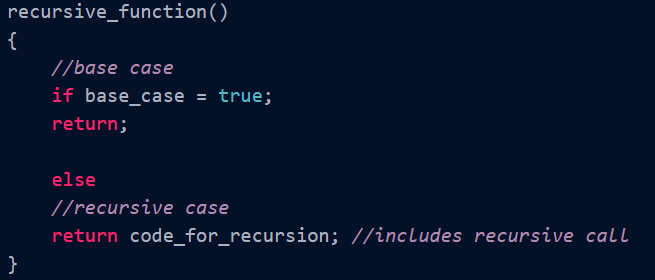 recursive_function()
{
//base case
if base_case = true;
return;
else
//recursive case
return code_for_recursion; //includes recursive call
}